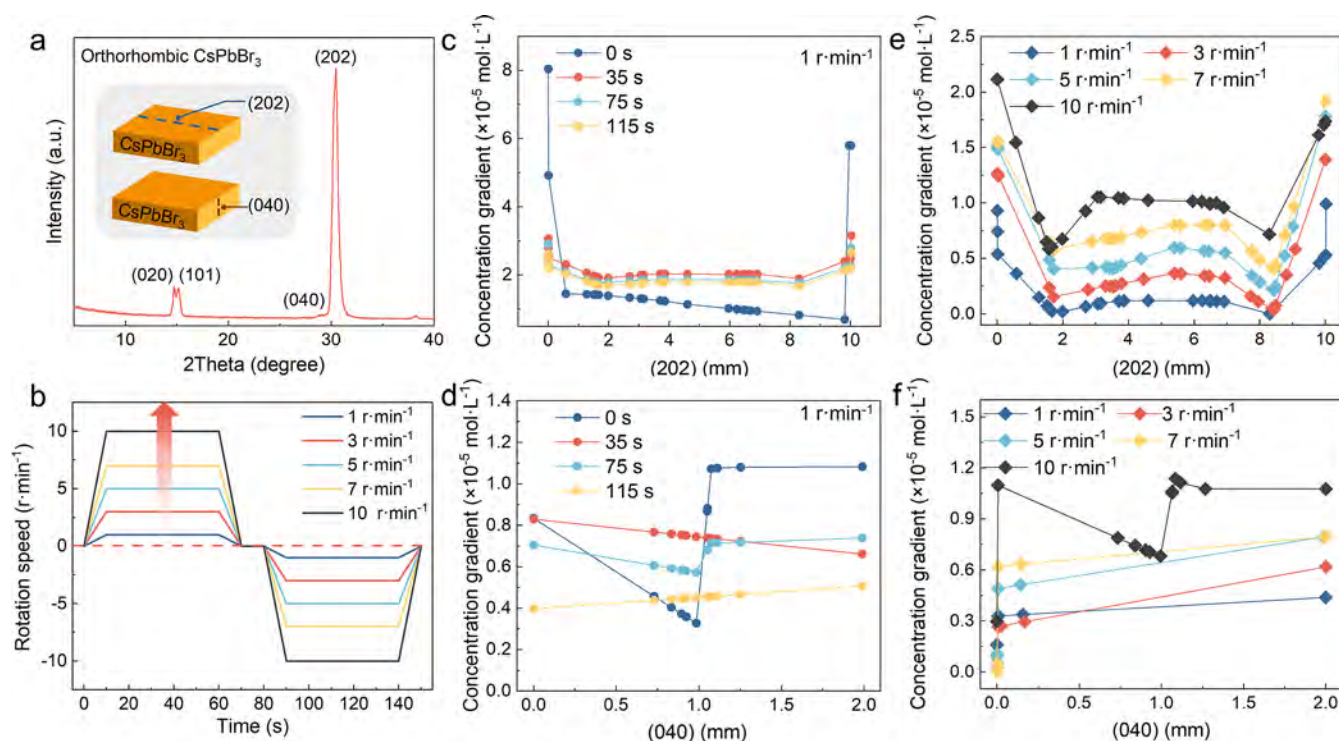 a
Orthorhombic CsPbBr3
(202)
(202)
CsPbBr3
CsPbBr3
(040)
(020) (101)
(040)
Intensity (a.u.)
10 20 30 40
2Theta (degree)
b
10
5
0
-5
-10
1 r·min-1
3 r·min-1
5 r·min-1
7 r·min-1
10 r·min-1
Rotation speed (r·min-1)
0 20 40 60 80 100 120 140
Time (s)
c
0 s
35 s
75 s
115 s
1 r·min-1
8
6
4
2
Concentration gradient (×10-5 mol·L-1)
0 2 4 6 8 10
(202) (mm)
d
0 s
35 s
75 s
115 s
1 r·min-1
1.4
1.2
1.0
0.8
0.6
0.4
0.2
0.0
Concentration gradient (×10-5 mol·L-1)
0.0 0.5 1.0 1.5 2.0
(040) (mm)
e
1 r·min-1 3 r·min-1
5 r·min-1 7 r·min-1
10 r·min-1
2.5
2.0
1.5
1.0
0.5
0.0
Concentration gradient (×10-5 mol·L-1)
0 2 4 6 8 10
(202) (mm)
f
1 r·min-1 3 r·min-1
5 r·min-1 7 r·min-1
10 r·min-1
1.5
1.2
0.9
0.6
0.3
0.0
Concentration gradient (×10-5 mol·L-1)
0.0 0.5 1.0 1.5 2.0
(040) (mm)